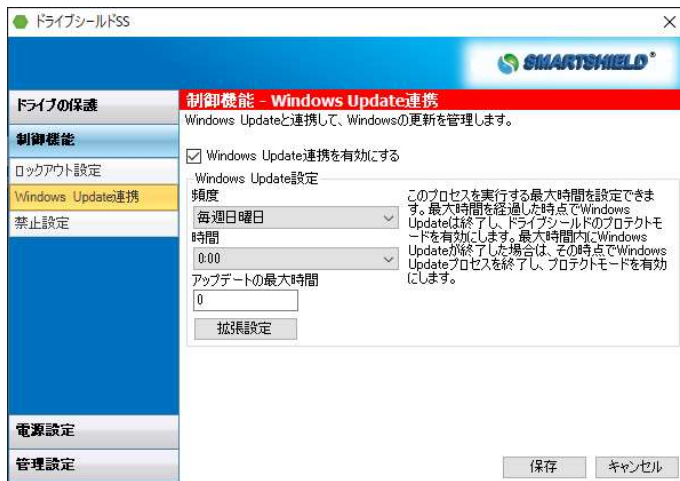 ドライブシールドSS
SMARTSHIELD®
ドライブの保護
制御機能
ロックアウト設定
Windows Update連携
禁止設定
電源設定
管理設定
制御機能 - Windows Update連携
Windows Updateと連携して、Windowsの更新を管理します。
Windows Update連携を有効にする
Windows Update設定
頻度
毎週日曜日
時間
0:00
アップデートの最大時間
0
拡張設定
このプロセスを実行する最大時間を設定できま
す。最大時間を経過した時点でWindows
Updateは終了し、ドライブシールドのプロテクトモ
ードを有効にします。最大時間内にWindows
Updateが終了した場合は、その時点でWindows
Updateプロセスを終了し、プロテクトモードを有効
にします。
保存
キャンセル